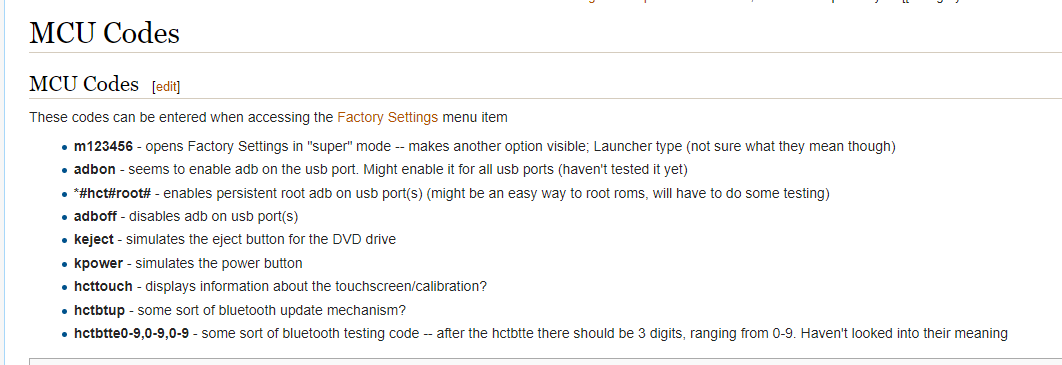 MCU Codes
MCU Codes [edit]
These codes can be entered when accessing the Factory Settings menu item
m123456 - opens Factory Settings in "super" mode -- makes another option visible; Launcher type (not sure what they mean though)
adbon - seems to enable adb on the usb port. Might enable it for all usb ports (haven't tested it yet)
*#hct#root# - enables persistent root adb on usb port(s) (might be an easy way to root roms, will have to do some testing)
adboff - disables adb on usb port(s)
keject - simulates the eject button for the DVD drive
kpower - simulates the power button
hcttouch - displays information about the touchscreen/calibration?
hctbtup - some sort of bluetooth update mechanism?
hctbtte0-9,0-9,0-9 - some sort of bluetooth testing code -- after the hctbtte there should be 3 digits, ranging from 0-9. Haven't looked into their meaning